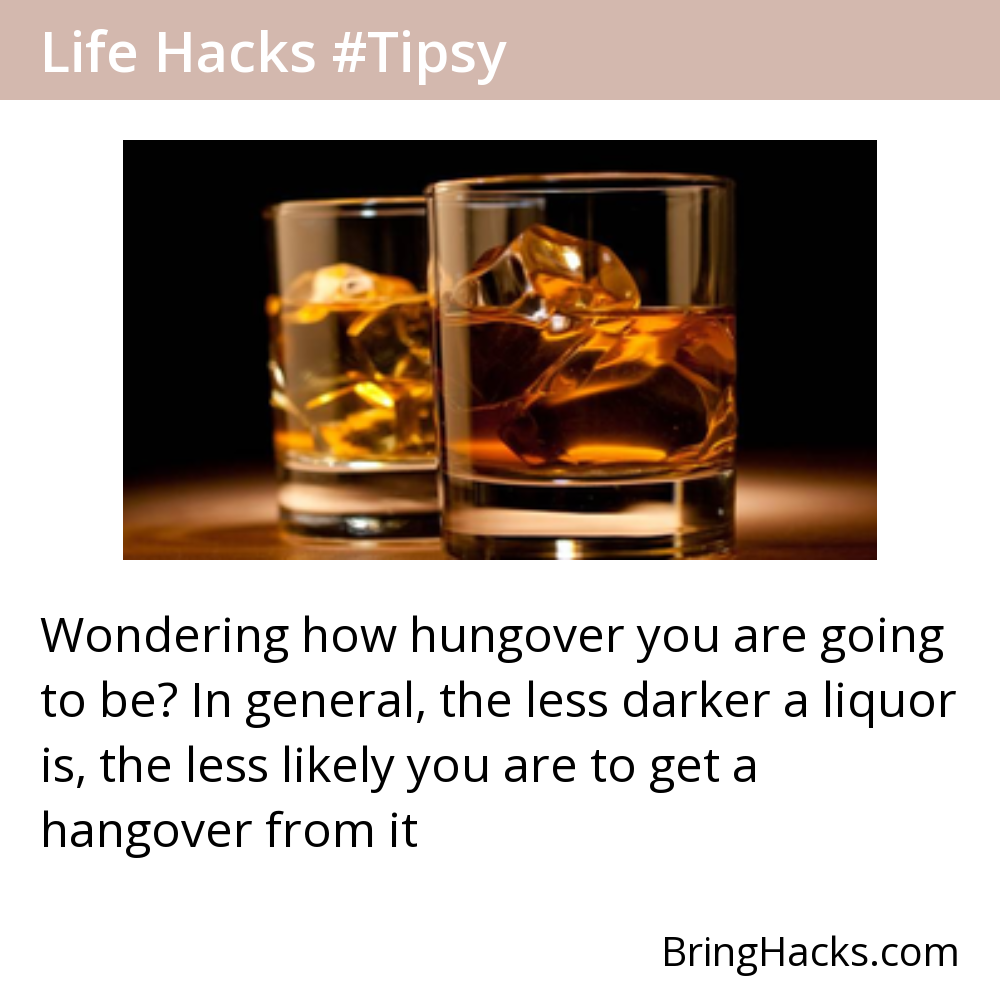 Life Hacks #Tipsy
Wondering how hungover you are going
to be? In general, the less darker a liquor
is, the less likely you are to get a
hangover from it
BringHacks.com